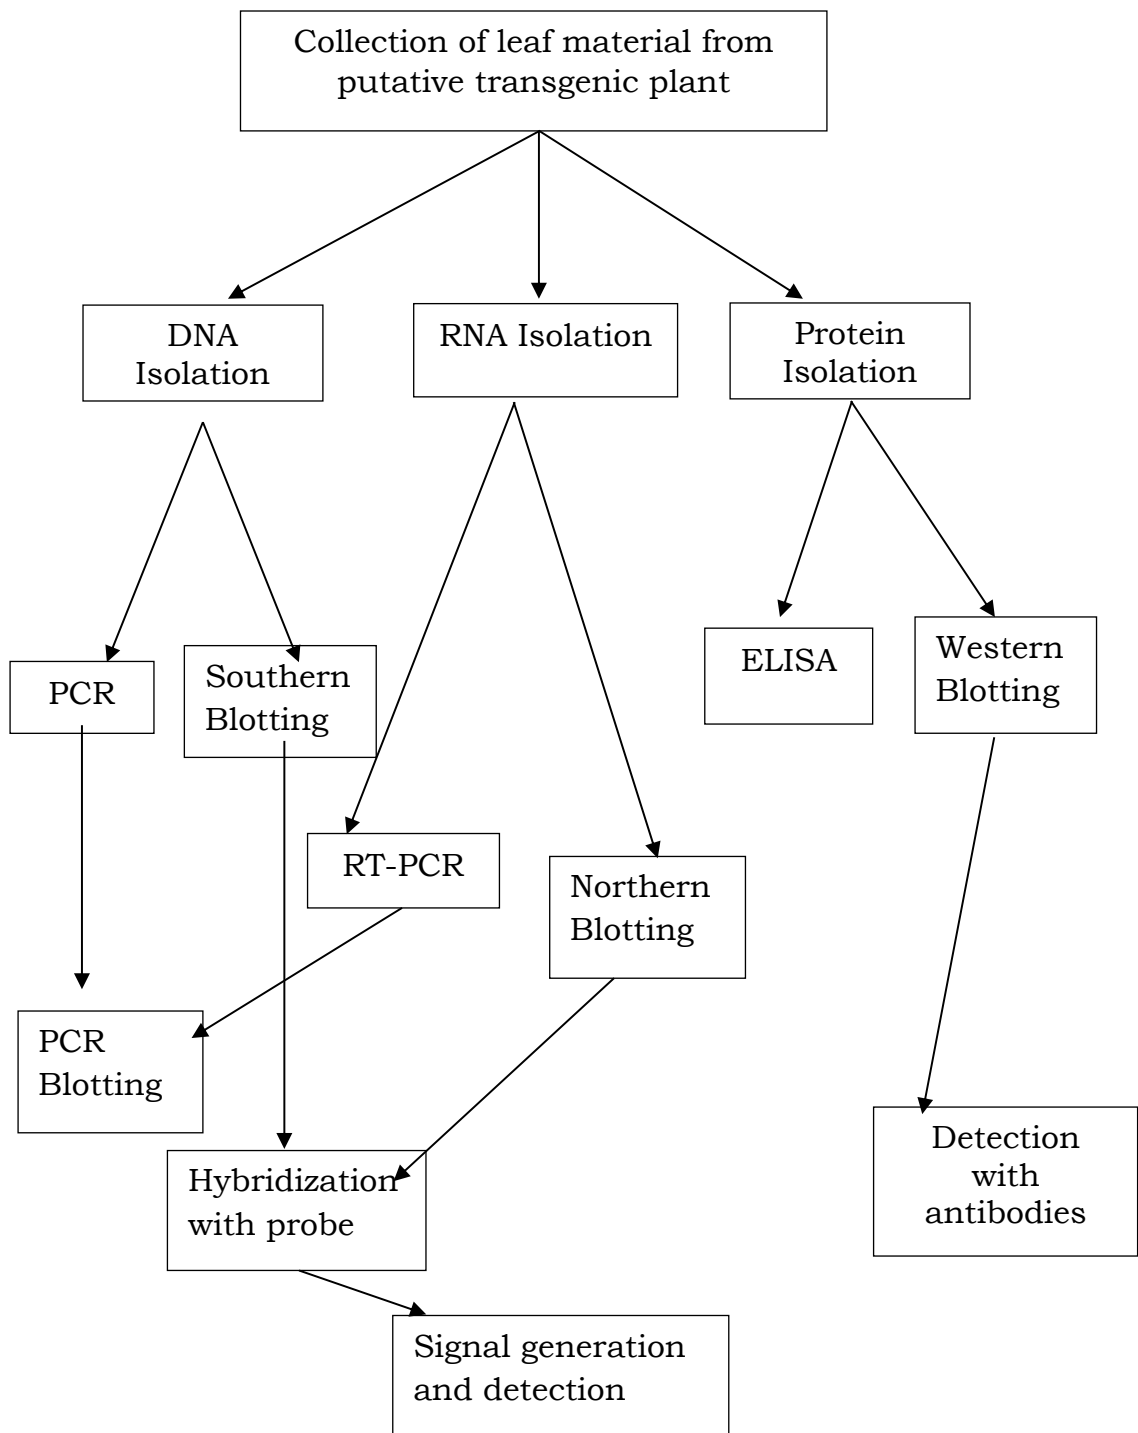 Collection of leaf material from
putative transgenic plant
DNA
Isolation
RNA Isolation
Protein
Isolation
PCR
Southern
Blotting
ELISA
Western
Blotting
RT-PCR
Northern
Blotting
PCR
Blotting
Hybridization
with probe
Detection
with
antibodies
Signal generation
and detection